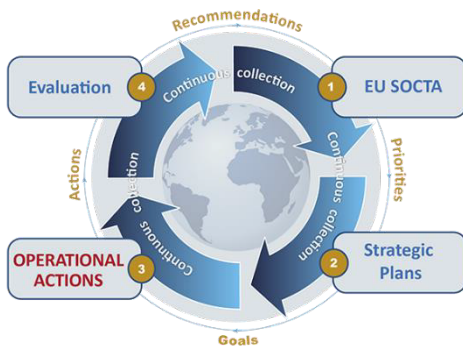 Recommendations
Evaluation
4
Continuous collection
1
EU SOCTA
Actions
Continuous collection
Continuous collection
Priorities
OPERATIONAL
ACTIONS
3
Continuous
collection
2
Strategic
Plans
Goals